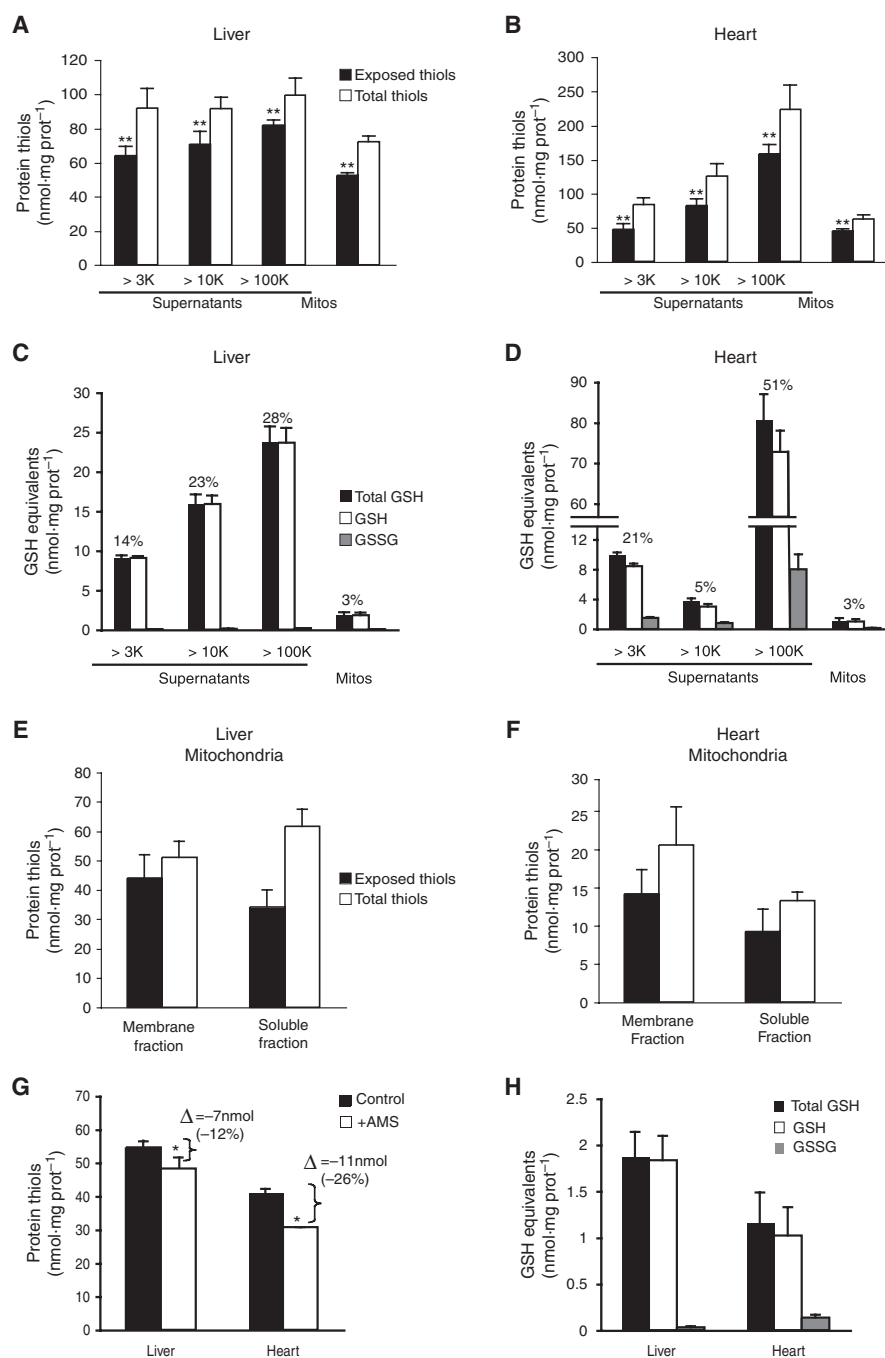 A
Liver
Protein thiols
(nmol·mg prot⁻¹)
120
100
80
60
40
20
0
**
**
**
**
Exposed thiols
Total thiols
> 3K
> 10K
> 100K
Supernatants
Mitos
B
Heart
Protein thiols
(nmol·mg prot⁻¹)
300
250
200
150
100
50
0
**
**
**
**
> 3K
> 10K
> 100K
Supernatants
Mitos
C
Liver
GSH equivalents
(nmol·mg prot⁻¹)
30
25
20
15
10
5
0
14%
23%
28%
3%
Total GSH
GSH
GSSG
> 3K
> 10K
> 100K
Supernatants
Mitos
D
Heart
GSH equivalents
(nmol·mg prot⁻¹)
90
80
70
60
12
8
4
0
21%
5%
51%
3%
> 3K
> 10K
> 100K
Supernatants
Mitos
E
Liver
Mitochondria
Protein thiols
(nmol·mg prot⁻¹)
80
70
60
50
40
30
20
10
0
Exposed thiols
Total thiols
Membrane
fraction
Soluble
fraction
F
Heart
Mitochondria
Protein thiols
(nmol·mg prot⁻¹)
30
25
20
15
10
5
0
Membrane
Fraction
Soluble
Fraction
G
Protein thiols
(nmol·mg prot⁻¹)
70
60
50
40
30
20
10
0
Control
+AMS
Δ=–7nmol
(–12%)
*
Δ=–11nmol
(–26%)
*
Liver
Heart
H
GSH equivalents
(nmol·mg prot⁻¹)
2.5
2
1.5
1
0.5
0
Total GSH
GSH
GSSG
Liver
Heart